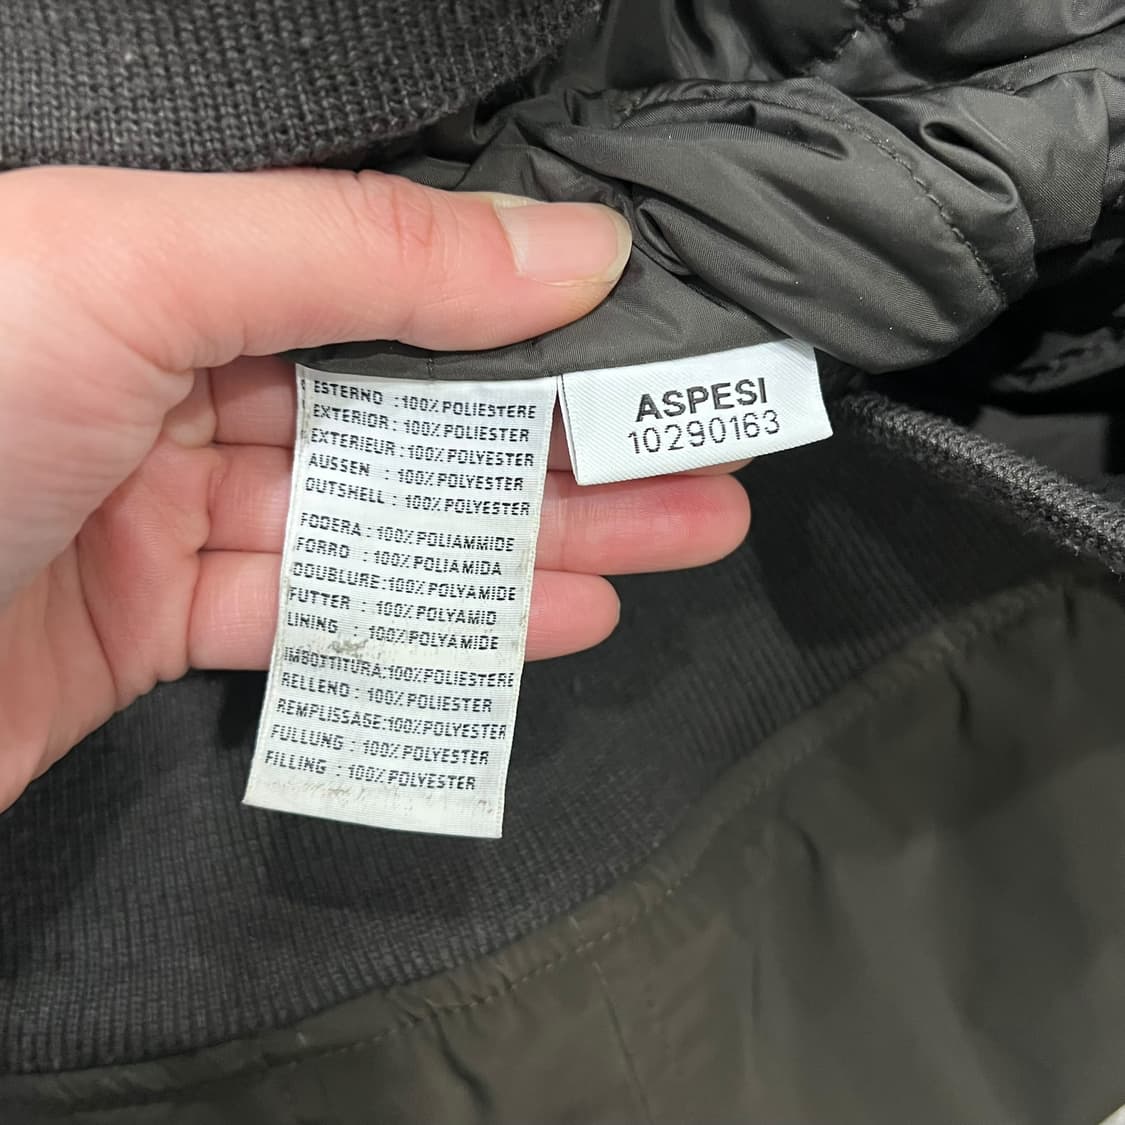 ESTERNO :100% POLIESTERE
EXTERIOR : 100% POLIESTER
EXTERIEUR : 100% POLYESTER
AUSSEN : 100% POLYESTER
OUTSHELL : 100% POLYESTER
FODERA : 100% POLIAMMIDE
FORRO : 100% POLIAMIDA
DOUBLURE:100% POLYAMIDE
FUTTER : 100% POLYAMID
LINING : 100% POLYAMIDE
IMBOTTITURA:100% POLIESTERE
RELLENO : 100% POLIESTER
REMPLISSAGE:100% POLYESTER
FULLUNG : 100% POLYESTER
FILLING : 100% POLYESTER
ASPESI
10290163